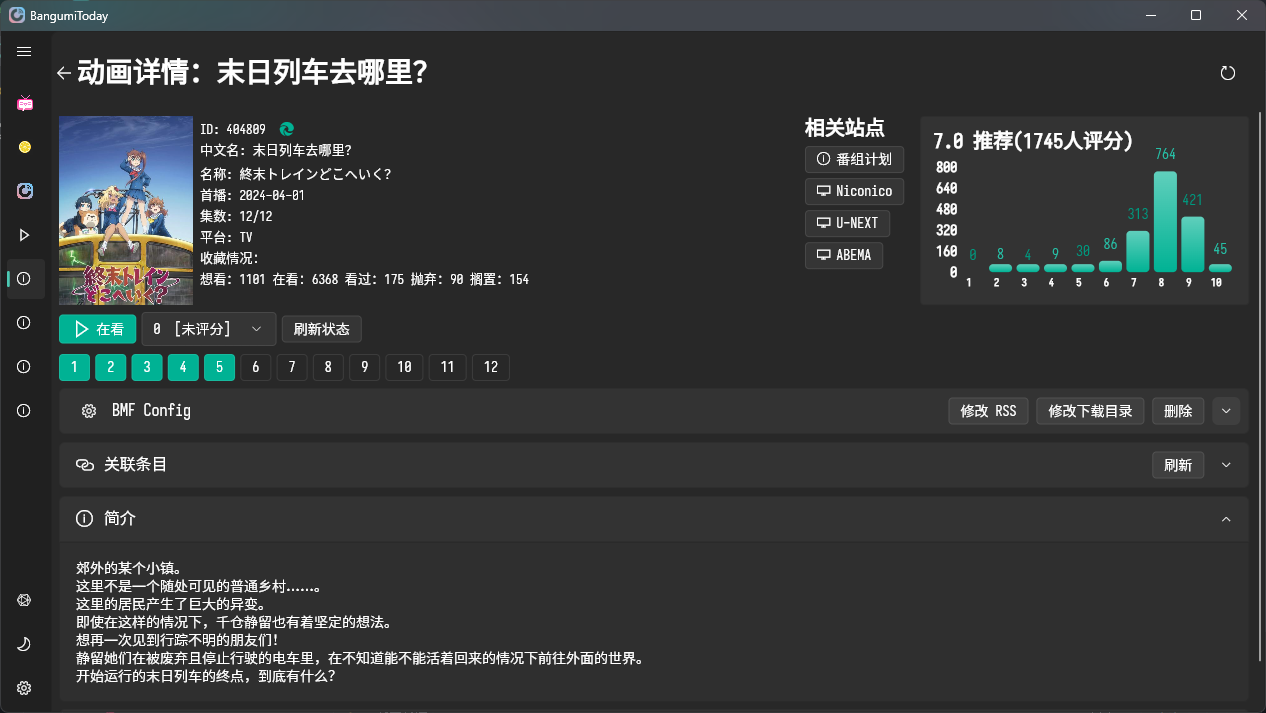 BangumiToday
动画详情: 末日列车去哪里?
終末トレイン
どこへいく?
ID: 404809
中文名: 末日列车去哪里?
名称: 終末トレインどこへいく?
首播: 2024-04-01
集数: 12/12
平台: TV
收藏情况:
想看: 1101 在看: 6368 看过: 175 抛弃: 90 搁置: 154
相关站点
番组计划
Niconico
U-NEXT
ABEMA
7.0 推荐(1745人评分)
800
640
480
320
160
0
0 8 4 9 30 86 313 764 421 45
1 2 3 4 5 6 7 8 9 10
在看 0 [未评分] 刷新状态
1 2 3 4 5 6 7 8 9 10 11 12
BMF Config 修改 RSS 修改下载目录 删除
关联条目 刷新
简介
郊外的某个小镇。
这里不是一个随处可见的普通乡村……。
这里的居民产生了巨大的异变。
即使在这样的情况下，千仓静留也有着坚定的想法。
想再一次见到行踪不明的朋友们!
静留她们在被废弃且停止行驶的电车里，在不知道能不能活着回来的情况下前往外面的世界。
开始运行的末日列车的终点，到底有什么?